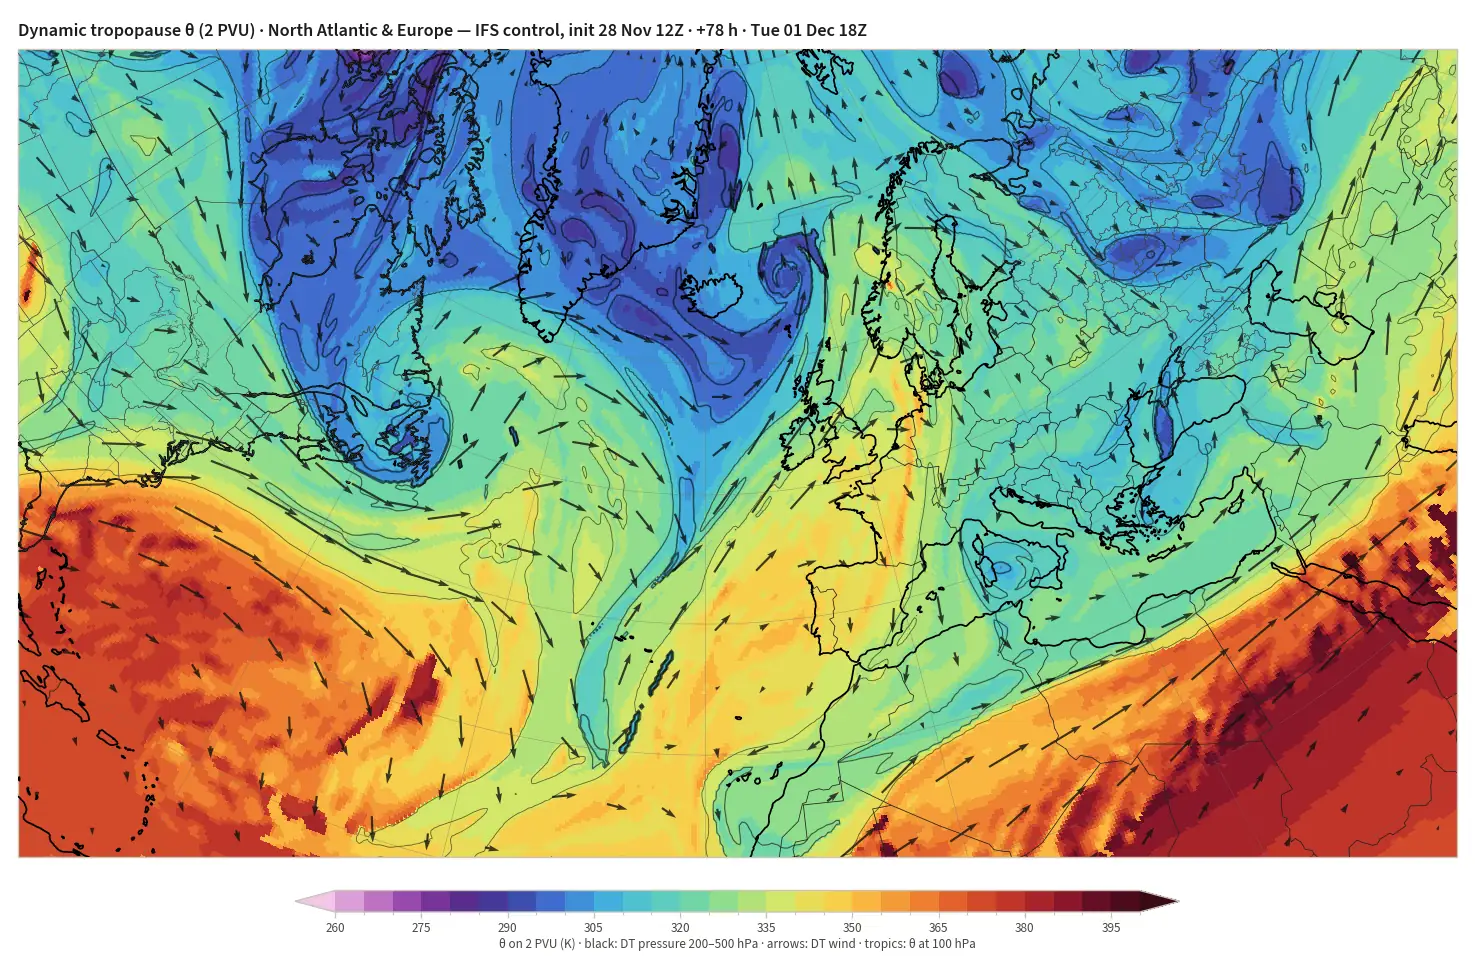 Dynamic tropopause θ (2 PVU) · North Atlantic & Europe — IFS control, init 28 Nov 12Z · +78 h · Tue 01 Dec 18Z
260 275 290 305 320 335 350 365 380 395
θ on 2 PVU (K) · black: DT pressure 200–500 hPa · arrows: DT wind · tropics: θ at 100 hPa